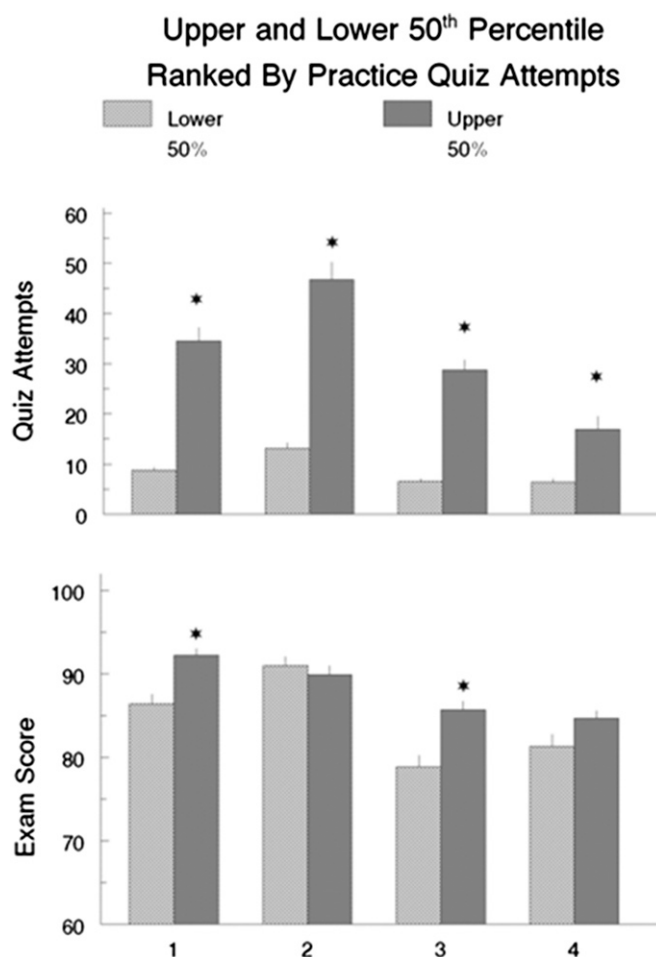 Upper and Lower 50th Percentile
Ranked By Practice Quiz Attempts
Lower
50%
Upper
50%
Quiz Attempts
60
50
40
30
20
10
0
Exam Score
100
90
80
70
60
1 2 3 4